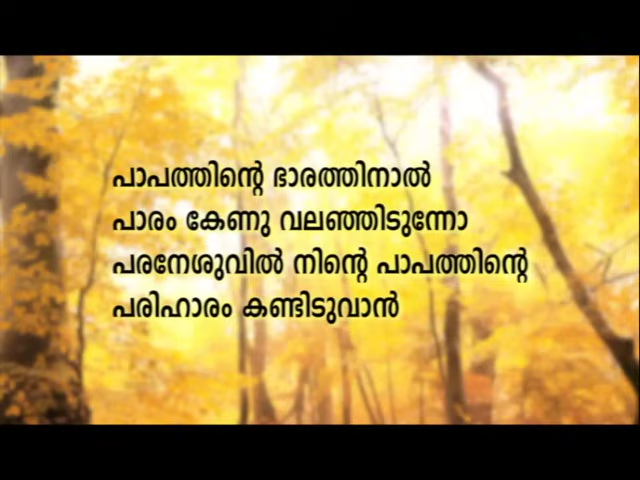 പാപത്തിന്റെ ഭാരത്തിനാൽ
പാരം കേണു വലഞ്ഞിടുന്നോ
പരനേശുവിൽ നിന്റെ പാപത്തിന്റെ
പരിഹാരം കണ്ടിടുവാൻ